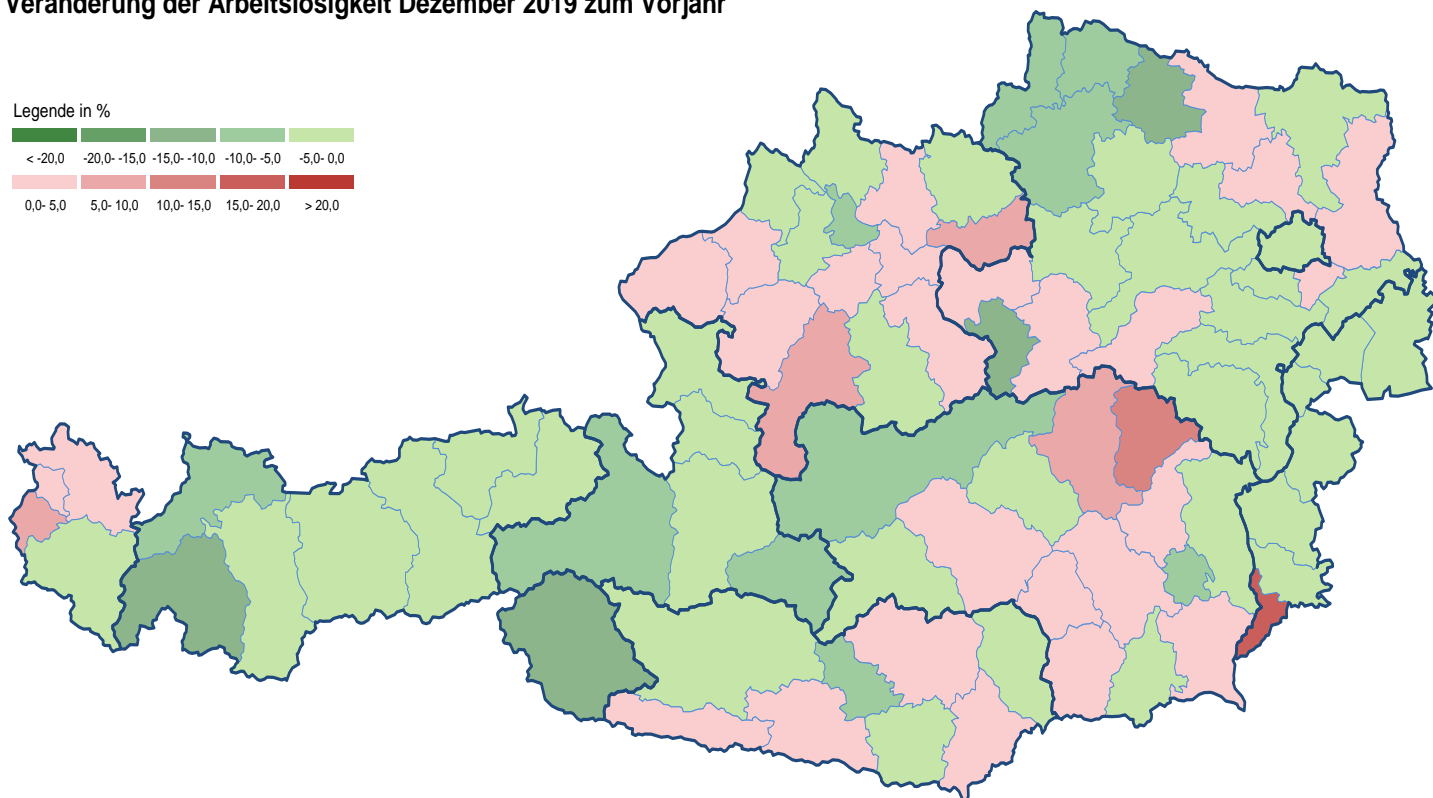 Veränderung der Arbeitslosigkeit Dezember 2019 zum Vorjahr
Legende in %
< -20,0 -20,0- -15,0 -15,0- -10,0 -10,0- -5,0 -5,0- 0,0
0,0- 5,0 5,0- 10,0 10,0- 15,0 15,0- 20,0 > 20,0